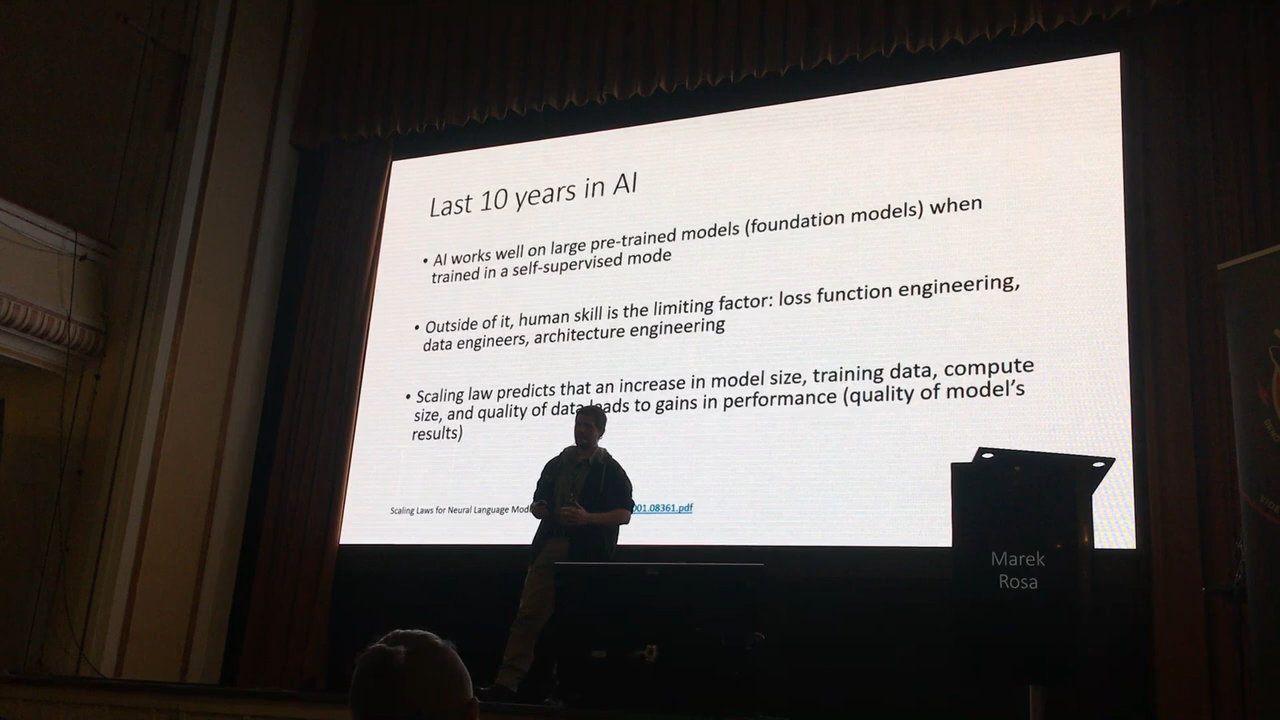 Last 10 years in AI
• AI works well on large pre-trained models (foundation models) when
trained in a self-supervised mode
• Outside of it, human skill is the limiting factor: loss function engineering,
data engineers, architecture engineering
• Scaling law predicts that an increase in model size, training data, compute
size, and quality of data leads to gains in performance (quality of model's
results)
Scaling Laws for Neural Language 001.08361.pdf
Marek
Rosa